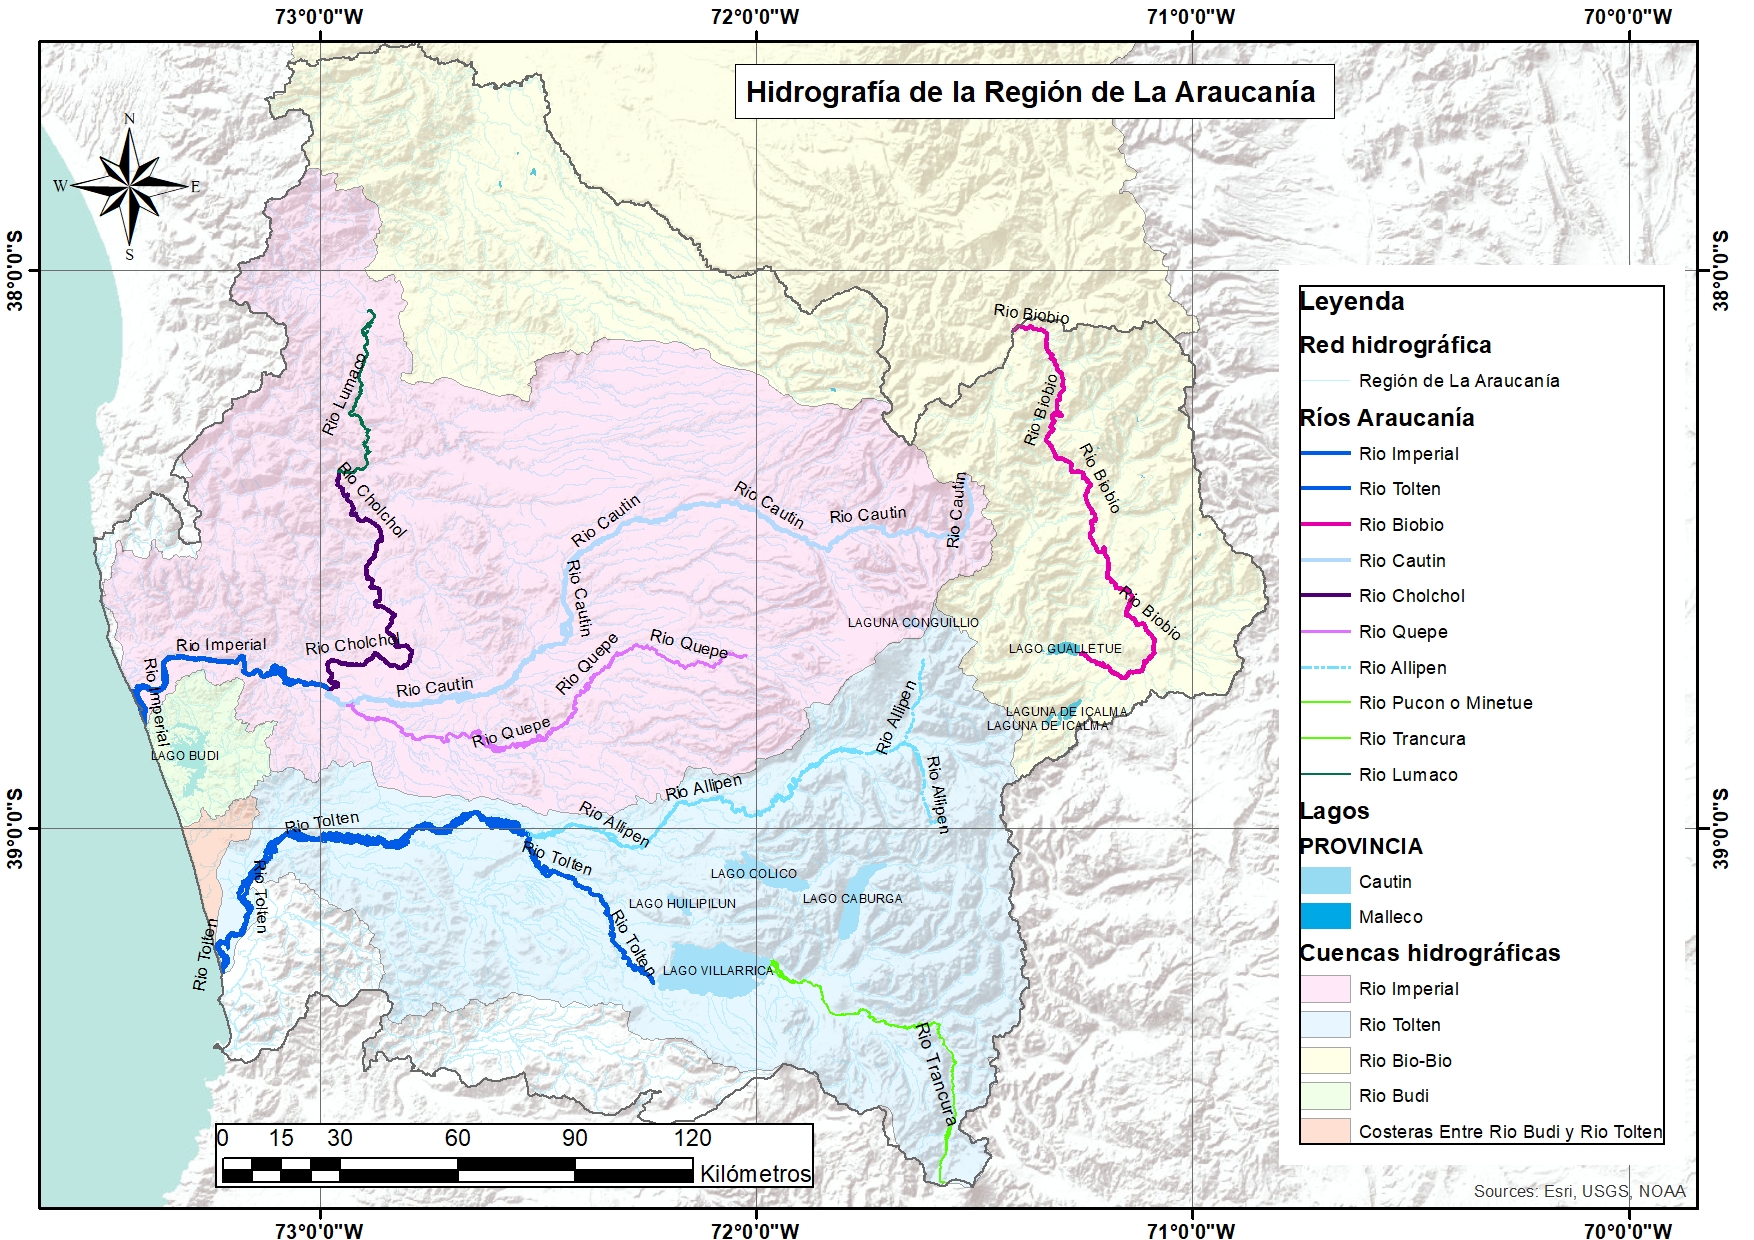 73°0'0"W
72°0'0"W
71°0'0"W
70°0'0"W
Hidrografía de la Región de La Araucanía
N
W
E
S
38°0'0"S
38°0'0"S
Rio Biobio
Rio Biobio
Rio Biobio
Rio Biobio
Rio Lumaco
Rio Cholchol
Rio Cholchol
Rio Cautin
Rio Cautin
Rio Cautin
Rio Cautin
Rio Cautin
Rio Cautin
Rio Imperial
Rio Imperial
Rio Quepe
Rio Quepe
Rio Quepe
LAGUNA CONGUILLIO
LAGO GUALLETUE
LAGUNA DE ICALMA
LAGUNA DE ICALMA
LAGO BUDI
Rio Allipen
Rio Allipen
Rio Allipen
Rio Allipen
Rio Tolten
Rio Tolten
Rio Tolten
Rio Tolten
Rio Tolten
LAGO COLICO
LAGO HUILIPILUN
LAGO CABURGA
LAGO VILLARRICA
Rio Trancura
39°0'0"S
39°0'0"S
Leyenda
Red hidrográfica
Región de La Araucanía
Ríos Araucanía
Rio Imperial
Rio Tolten
Rio Biobio
Rio Cautin
Rio Cholchol
Rio Quepe
Rio Allipen
Rio Pucon o Minetue
Rio Trancura
Rio Lumaco
Lagos
PROVINCIA
Cautin
Malleco
Cuencas hidrográficas
Rio Imperial
Rio Tolten
Rio Bio-Bio
Rio Budi
Costeras Entre Rio Budi y Rio Tolten
0 15 30 60 90 120
Kilómetros
Sources: Esri, USGS, NOAA
73°0'0"W
72°0'0"W
71°0'0"W
70°0'0"W